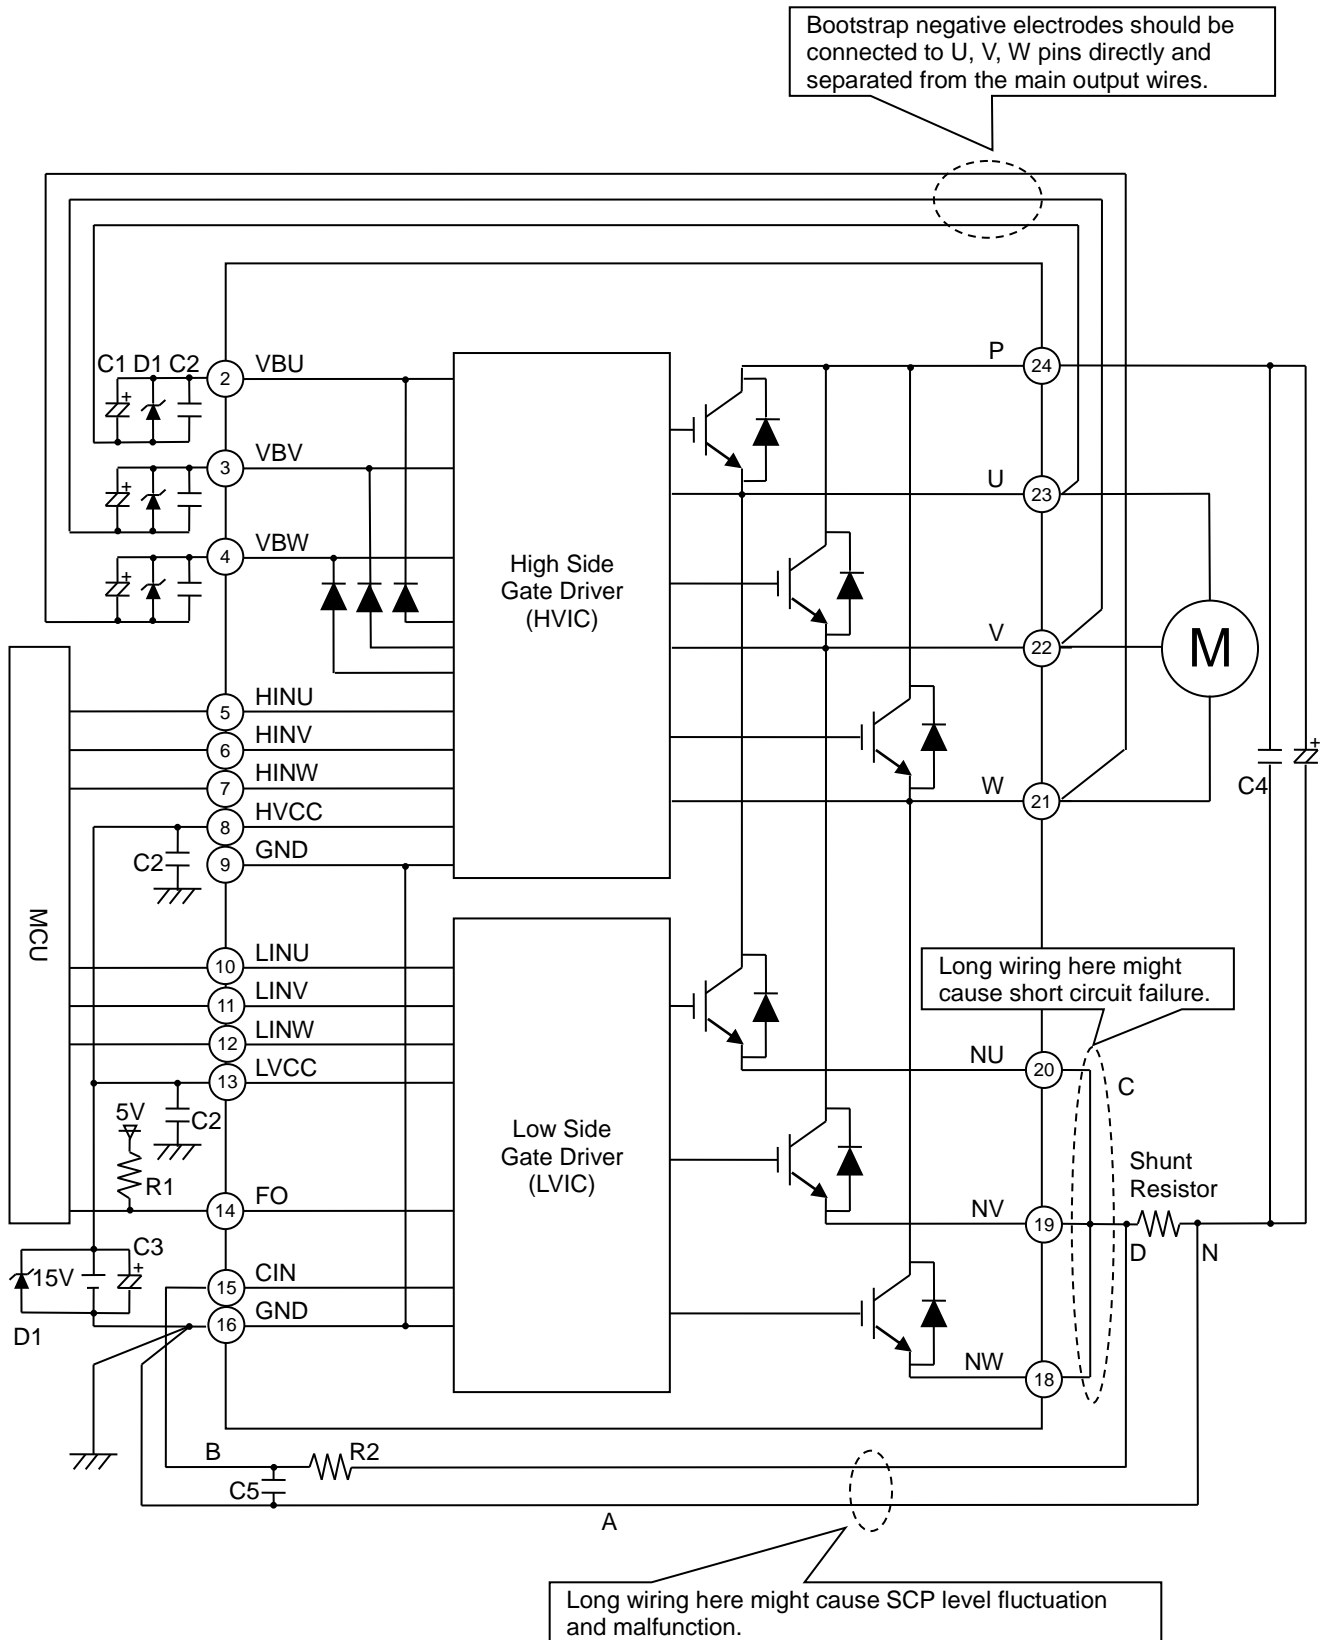 Bootstrap negative electrodes should be
connected to U, V, W pins directly and
separated from the main output wires.
C1 D1 C2
+
2
VBU
P
24
+
3
VBV
U
23
+
4
VBW
High Side
Gate Driver
(HVIC)
V
22
M
5
HINU
6
HINV
7
HINW
W
21
+
C4
8
HVCC
C2
9
GND
MCU
10
LINU
11
LINV
12
LINW
13
LVCC
Long wiring here might
cause short circuit failure.
NU
20
C
5V
C2
R1
Low Side
Gate Driver
(LVIC)
Shunt
Resistor
14
FO
NV
19
D
N
C3
+
15V
D1
15
CIN
16
GND
NW
18
B
R2
C5
A
Long wiring here might cause SCP level fluctuation
and malfunction.